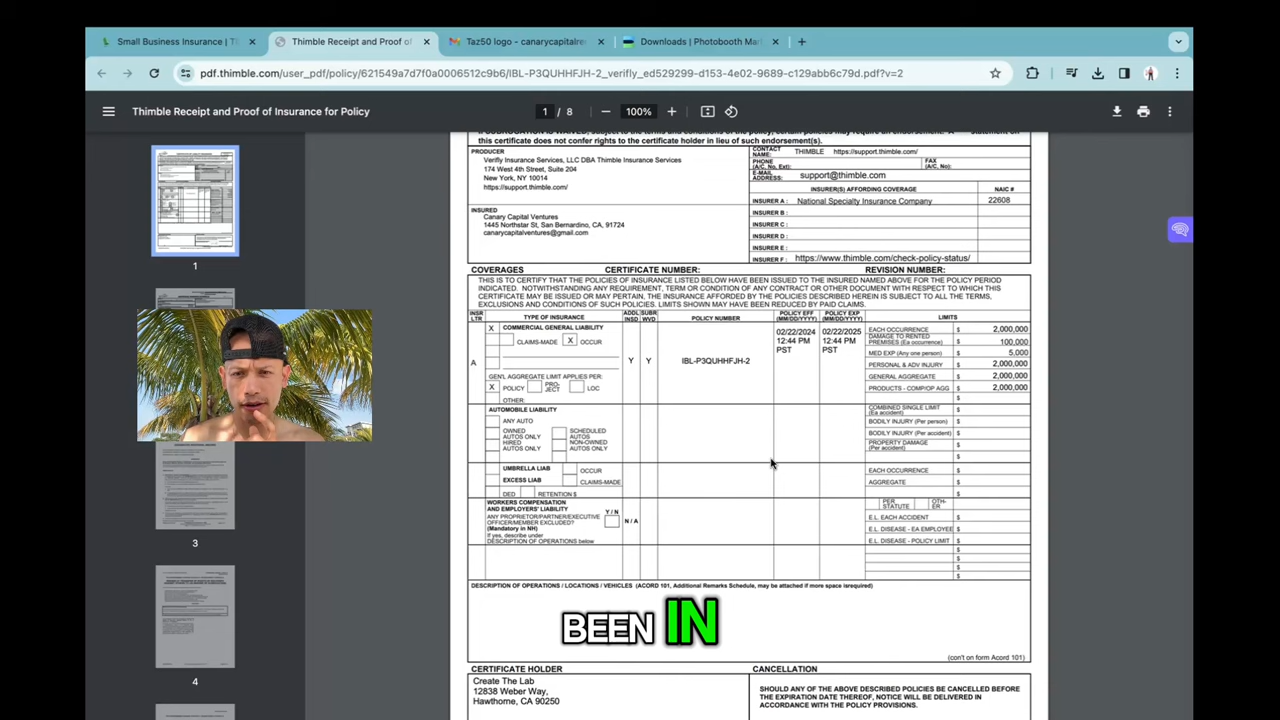 Small Business Insurance | T
Thimble Receipt and Proof of
Taz50 logo - canarycapitalre
Downloads | Photobooth Ma
pdf.thimble.com/user_pdf/policy/621549a7d7f0a0006512c9b6/IBL-P3QUHHFJH-2_verifly_ed529299-d153-4e02-9689-c129abb6c79d.pdf?v=2
Thimble Receipt and Proof of Insurance for Policy
1 / 8
100%
this certificate does not confer rights to the certificate holder in lieu of such endorsement(s).
PRODUCER
Verifly Insurance Services, LLC DBA Thimble Insurance Services
174 West 4th Street, Suite 204
New York, NY 10014
https://support.thimble.com/
CONTACT NAME: THIMBLE https://support.thimble.com/
PHONE (A/C, No, Ext):
FAX (A/C, No):
E-MAIL ADDRESS: support@thimble.com
INSURER(S) AFFORDING COVERAGE NAIC #
INSURER A : National Specialty Insurance Company 22608
INSURER B :
INSURER C :
INSURER D :
INSURER E :
INSURER F : https://www.thimble.com/check-policy-status/
INSURED
Canary Capital Ventures
1445 Northstar St, San Bernardino, CA, 91724
canarycapitalventures@gmail.com
COVERAGES CERTIFICATE NUMBER: REVISION NUMBER:
THIS IS TO CERTIFY THAT THE POLICIES OF INSURANCE LISTED BELOW HAVE BEEN ISSUED TO THE INSURED NAMED ABOVE FOR THE POLICY PERIOD
INDICATED. NOTWITHSTANDING ANY REQUIREMENT, TERM OR CONDITION OF ANY CONTRACT OR OTHER DOCUMENT WITH RESPECT TO WHICH THIS
CERTIFICATE MAY BE ISSUED OR MAY PERTAIN, THE INSURANCE AFFORDED BY THE POLICIES DESCRIBED HEREIN IS SUBJECT TO ALL THE TERMS,
EXCLUSIONS AND CONDITIONS OF SUCH POLICIES. LIMITS SHOWN MAY HAVE BEEN REDUCED BY PAID CLAIMS.
INSR LTR TYPE OF INSURANCE ADDL INSD SUBR WVD POLICY NUMBER POLICY EFF (MM/DD/YYYY) POLICY EXP (MM/DD/YYYY) LIMITS
A
X COMMERCIAL GENERAL LIABILITY
CLAIMS-MADE X OCCUR
GEN'L AGGREGATE LIMIT APPLIES PER:
X POLICY PRO-JECT LOC
OTHER:
Y Y IBL-P3QUHHFJH-2
02/22/2024 12:44 PM PST
02/22/2025 12:44 PM PST
EACH OCCURRENCE $ 2,000,000
DAMAGE TO RENTED PREMISES (Ea occurrence) 100,000
MED EXP (Any one person) $ 5,000
PERSONAL & ADV INJURY $ 2,000,000
GENERAL AGGREGATE $ 2,000,000
PRODUCTS - COMP/OP AGG $ 2,000,000
$
AUTOMOBILE LIABILITY
ANY AUTO
OWNED AUTOS ONLY SCHEDULED AUTOS
HIRED AUTOS ONLY NON-OWNED AUTOS ONLY
COMBINED SINGLE LIMIT (Ea accident) $
BODILY INJURY (Per person) $
BODILY INJURY (Per accident) $
PROPERTY DAMAGE (Per accident) $
$
UMBRELLA LIAB OCCUR
EXCESS LIAB CLAIMS-MADE
DED RETENTION $
EACH OCCURRENCE $
AGGREGATE $
$
WORKERS COMPENSATION
AND EMPLOYERS' LIABILITY Y / N
ANY PROPRIETOR/PARTNER/EXECUTIVE
OFFICER/MEMBER EXCLUDED? N / A
(Mandatory in NH)
If yes, describe under
DESCRIPTION OF OPERATIONS below
PER STATUTE OTH-ER
E.L. EACH ACCIDENT $
E.L. DISEASE - EA EMPLOYEE $
E.L. DISEASE - POLICY LIMIT $
$
$
$
DESCRIPTION OF OPERATIONS / LOCATIONS / VEHICLES (ACORD 101, Additional Remarks Schedule, may be attached if more space isrequired)
BEEN IN
(con't on form Acord 101)
CERTIFICATE HOLDER
Create The Lab
12838 Weber Way,
Hawthorne, CA 90250
CANCELLATION
SHOULD ANY OF THE ABOVE DESCRIBED POLICIES BE CANCELLED BEFORE
THE EXPIRATION DATE THEREOF, NOTICE WILL BE DELIVERED IN
ACCORDANCE WITH THE POLICY PROVISIONS.
1
3
4